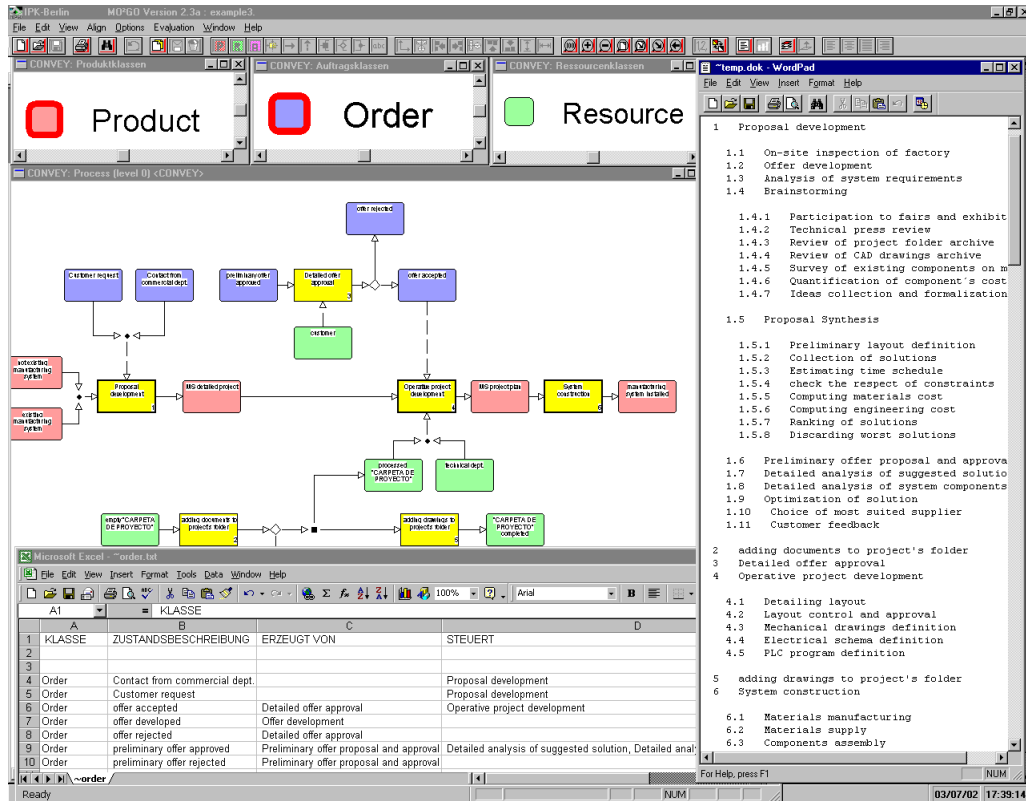 IPK-Berlin MO²GO Version 2.3a : example3.
File Edit View Align Options Evaluation Window Help
CONVEY: Produktklassen
Product
CONVEY: Auftragsklassen
Order
CONVEY: Ressourcenklassen
Resource
CONVEY: Process (level 0) <CONVEY>
offer rejected
Customer request
Contact from
commercial dept.
preliminary offer
approved
Detailed offer
approval
3
offer accepted
customer
not existing
manufacturing
system
existing
manufacturing
system
Proposal
development
1
MS detailed project
Operative project
development
4
MS project plan
System
construction
6
manufacturing
system installed
processed
"CARPETA DE
PROYECTO"
technical dept.
empty "CARPETA
DE PROYECTO"
adding documents to
projects folder
2
adding drawings to
projects folder
5
"CARPETA DE
PROYECTO"
completed
~temp.dok - WordPad
File Edit View Insert Format Help
1 Proposal development
1.1 On-site inspection of factory
1.2 Offer development
1.3 Analysis of system requirements
1.4 Brainstorming
1.4.1 Participation to fairs and exhibit
1.4.2 Technical press review
1.4.3 Review of project folder archive
1.4.4 Review of CAD drawings archive
1.4.5 Survey of existing components on m
1.4.6 Quantification of component's cost
1.4.7 Ideas collection and formalization
1.5 Proposal Synthesis
1.5.1 Preliminary layout definition
1.5.2 Collection of solutions
1.5.3 Estimating time schedule
1.5.4 check the respect of constraints
1.5.5 Computing materials cost
1.5.6 Computing engineering cost
1.5.7 Ranking of solutions
1.5.8 Discarding worst solutions
1.6 Preliminary offer proposal and approva
1.7 Detailed analysis of suggested solutio
1.8 Detailed analysis of system components
1.9 Optimization of solution
1.10 Choice of most suited supplier
1.11 Customer feedback
2 adding documents to project's folder
3 Detailed offer approval
4 Operative project development
4.1 Detailing layout
4.2 Layout control and approval
4.3 Mechanical drawings definition
4.4 Electrical schema definition
4.5 PLC program definition
5 adding drawings to project's folder
6 System construction
6.1 Materials manufacturing
6.2 Materials supply
6.3 Components assembly
For Help, press F1 NUM
Microsoft Excel - ~order.txt
File Edit View Insert Format Tools Data Window Help
100% Arial B
A1 = KLASSE
A B C D
1 KLASSE ZUSTANDSBESCHREIBUNG ERZEUGT VON STEUERT
2
3
4 Order Contact from commercial dept. Proposal development
5 Order Customer request Proposal development
6 Order offer accepted Detailed offer approval Operative project development
7 Order offer developed Offer development
8 Order offer rejected Detailed offer approval
9 Order preliminary offer approved Preliminary offer proposal and approval Detailed analysis of suggested solution, Detailed anal
10 Order preliminary offer rejected Preliminary offer proposal and approval
~order
Ready NUM
03/07/02 17:39:14